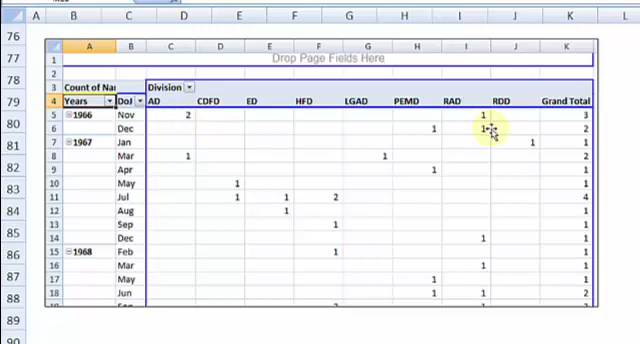 A B C D E F G H I J K L
76
77
78
79
80
81
82
83
84
85
86
87
88
89
90
A B C D E F G H I J K
1 Drop Page Fields Here
2
3 Count of Nar Division
4 Years DoJ AD CDFD ED HFD LGAD PEMD RAD RDD Grand Total
5 1966 Nov 2 1 3
6 Dec 1 1 2
7 1967 Jan 1 1
8 Mar 1 1 2
9 Apr 1 1
10 May 1 1
11 Jul 1 1 2 4
12 Aug 1 1
13 Sep 1 1
14 Dec 1 1
15 1968 Feb 1 1
16 Mar 1 1
17 May 1 1
18 Jun 1 1 2